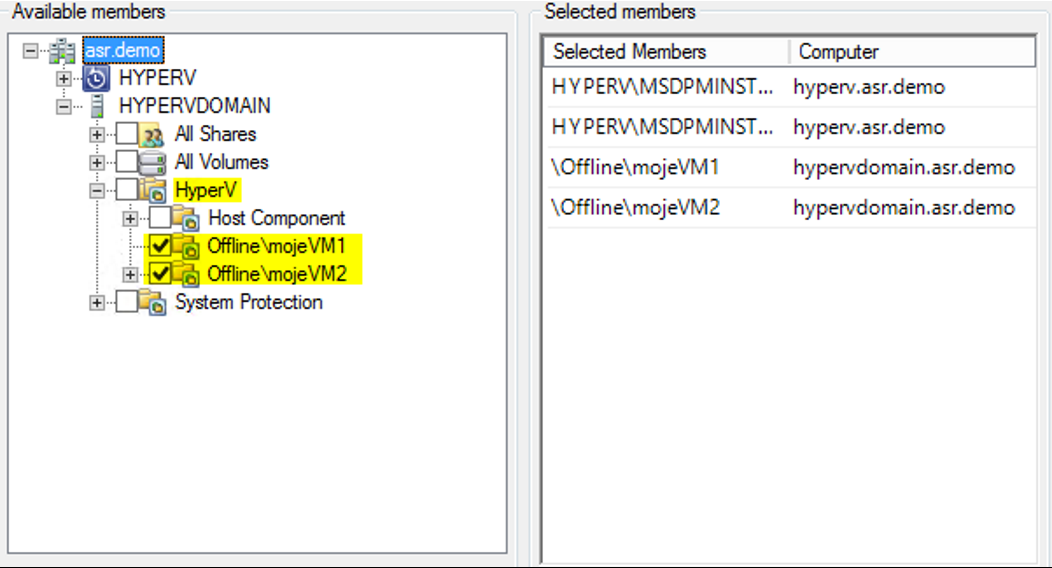 Available members
asr.demo
HYPERV
HYPERVDOMAIN
All Shares
All Volumes
HyperV
Host Component
Offline\mojeVM1
Offline\mojeVM2
System Protection
Selected members
Selected Members Computer
HYPERV\MSDPMINST... hyperv.asr.demo
HYPERV\MSDPMINST... hyperv.asr.demo
\Offline\mojeVM1 hypervdomain.asr.demo
\Offline\mojeVM2 hypervdomain.asr.demo